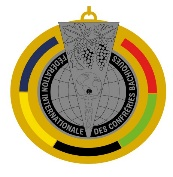 FEDERATION INTERNATIONALE
DES CONFRERIES BACHIQUES